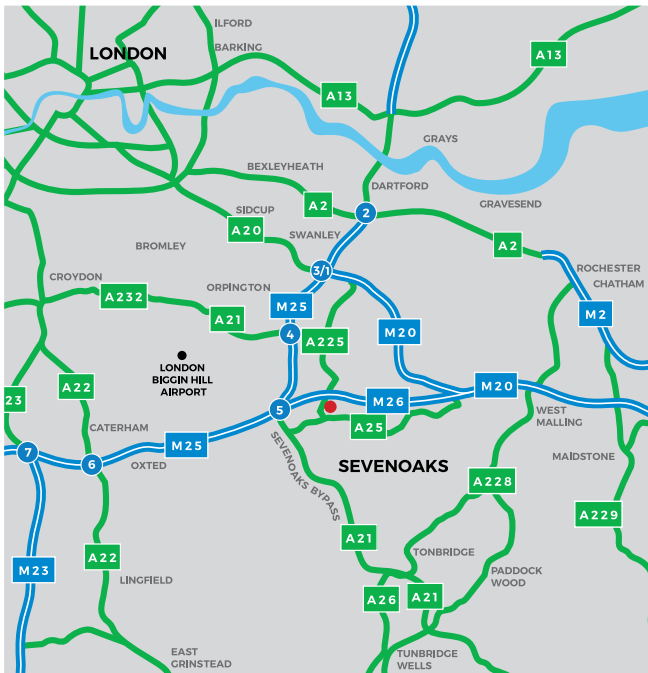 ILFORD
LONDON
BARKING
A13
A13
GRAYS
BEXLEYHEATH
DARTFORD
GRAVESEND
SIDCUP
A2
2
A20
SWANLEY
A2
BROMLEY
ROCHESTER
CHATHAM
3/1
CROYDON
ORPINGTON
A232
M25
M2
A21
4
A225
M20
LONDON
BIGGIN HILL
AIRPORT
A22
23
M20
M26
5
WEST
MALLING
A25
CATERHAM
M25
7
6
OXTED
SEVENOAKS BYPASS
SEVENOAKS
MAIDSTONE
A228
A229
A21
A22
TONBRIDGE
M23
LINGFIELD
PADDOCK
WOOD
A26
A21
EAST
GRINSTEAD
TUNBRIDGE
WELLS